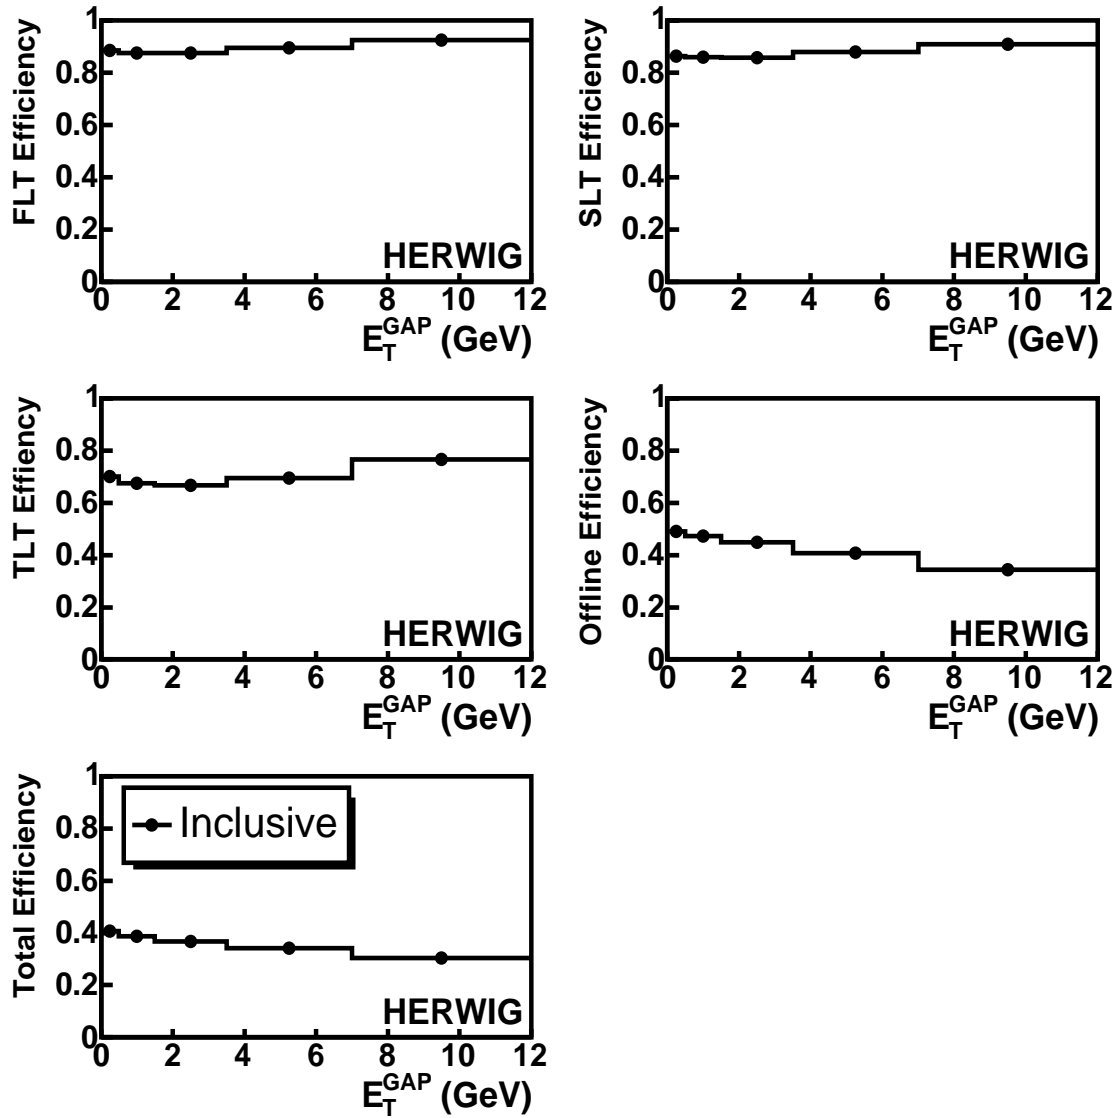 FLT Efficiency
1
0.8
0.6
0.4
0.2
0
0 2 4 6 8 10 12
HERWIG
E_T^GAP (GeV)
SLT Efficiency
1
0.8
0.6
0.4
0.2
0
0 2 4 6 8 10 12
HERWIG
E_T^GAP (GeV)
TLT Effiency
1
0.8
0.6
0.4
0.2
0
0 2 4 6 8 10 12
HERWIG
E_T^GAP (GeV)
Offline Efficiency
1
0.8
0.6
0.4
0.2
0
0 2 4 6 8 10 12
HERWIG
E_T^GAP (GeV)
Total Efficiency
1
0.8
0.6
0.4
0.2
0
0 2 4 6 8 10 12
Inclusive
HERWIG
E_T^GAP (GeV)